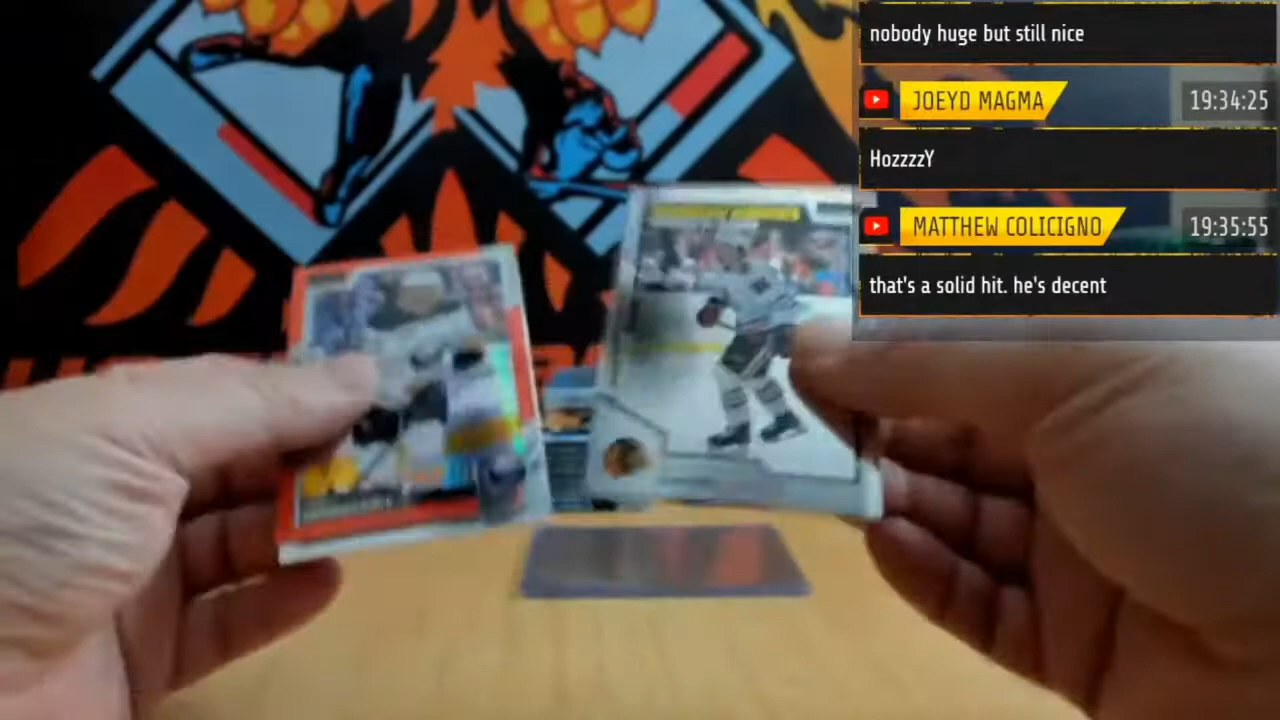 nobody huge but still nice
JOEYD MAGMA
19:34:25
HozzzzY
MATTHEW COLICIGNO
19:35:55
that's a solid hit. he's decent